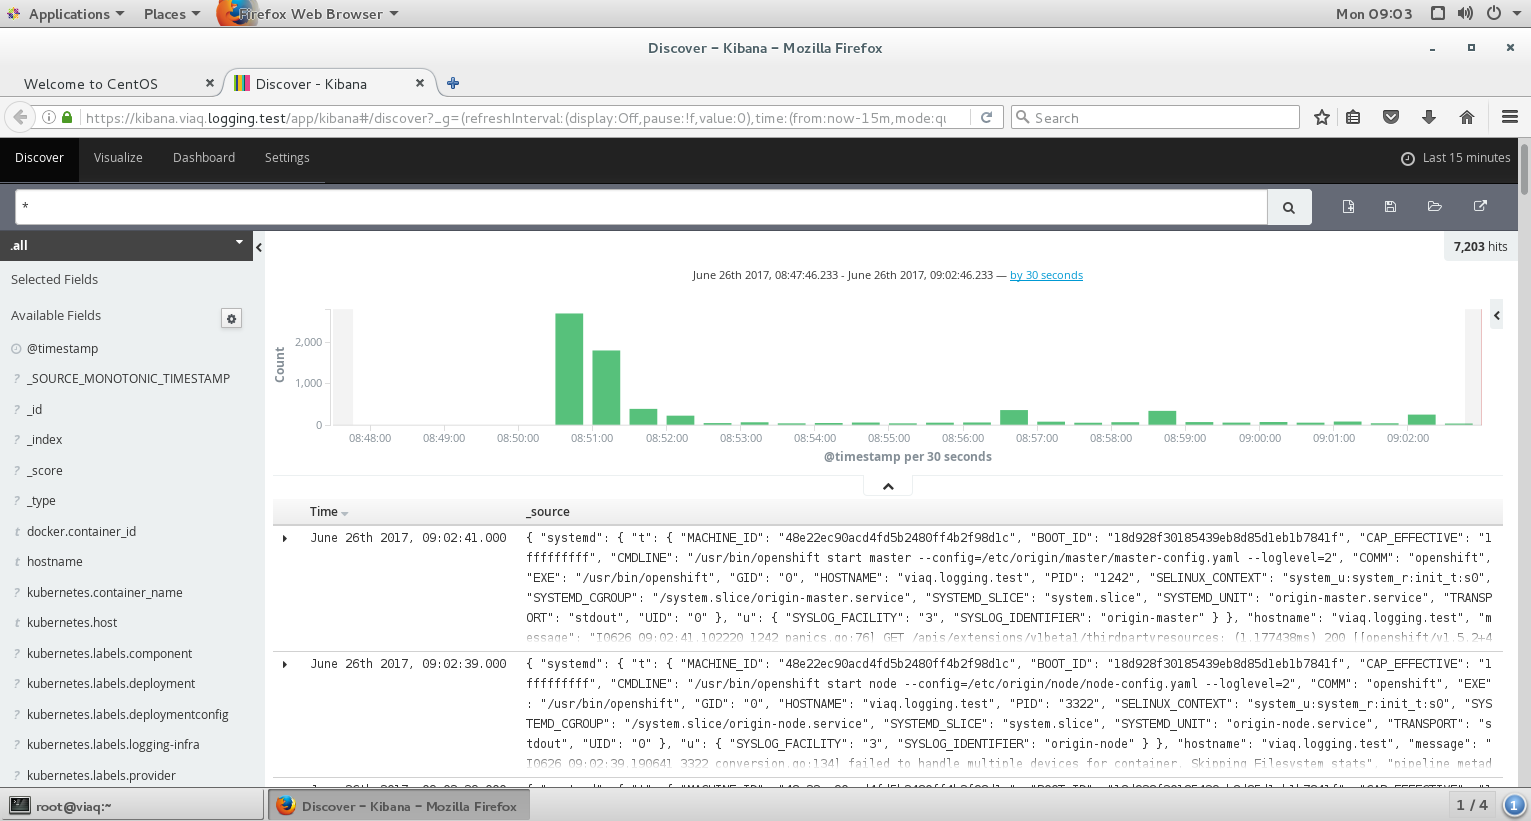 Applications Places Firefox Web Browser Mon 09:03
Discover - Kibana - Mozilla Firefox
Welcome to CentOS Discover - Kibana
https://kibana.viaq.logging.test/app/kibana#/discover?_g=(refreshInterval:(display:Off,pause:!f,value:0),time:(from:now-15m,mode:qu Search
Discover Visualize Dashboard Settings Last 15 minutes
*
.all
7,203 hits
Selected Fields
Available Fields
@timestamp
? _SOURCE_MONOTONIC_TIMESTAMP
? _id
? _index
? _score
? _type
t docker.container_id
t hostname
t kubernetes.container_name
t kubernetes.host
t kubernetes.labels.component
t kubernetes.labels.deployment
t kubernetes.labels.deploymentconfig
t kubernetes.labels.logging-infra
t kubernetes.labels.provider
June 26th 2017, 08:47:46.233 - June 26th 2017, 09:02:46.233 — by 30 seconds
Count
2,000
1,000
0
08:48:00 08:49:00 08:50:00 08:51:00 08:52:00 08:53:00 08:54:00 08:55:00 08:56:00 08:57:00 08:58:00 08:59:00 09:00:00 09:01:00 09:02:00
@timestamp per 30 seconds
Time _source
June 26th 2017, 09:02:41.000 { "systemd": { "t": { "MACHINE_ID": "48e22ec90acd4fd5b2480ff4b2f98d1c", "BOOT_ID": "18d928f30185439eb8d85d1eb1b7841f", "CAP_EFFECTIVE": "1
fffffffff", "CMDLINE": "/usr/bin/openshift start master --config=/etc/origin/master/master-config.yaml --loglevel=2", "COMM": "openshift",
"EXE": "/usr/bin/openshift", "GID": "0", "HOSTNAME": "viaq.logging.test", "PID": "1242", "SELINUX_CONTEXT": "system_u:system_r:init_t:s0",
"SYSTEMD_CGROUP": "/system.slice/origin-master.service", "SYSTEMD_SLICE": "system.slice", "SYSTEMD_UNIT": "origin-master.service", "TRANSP
ORT": "stdout", "UID": "0" }, "u": { "SYSLOG_FACILITY": "3", "SYSLOG_IDENTIFIER": "origin-master" } }, "hostname": "viaq.logging.test", "m
essage": "I0626 09:02:41.102220 1242 panics.go:76] GET /apis/extensions/v1beta1/thirdpartyresources: (1.177438ms) 200 [[openshift/v1.5.2+4
June 26th 2017, 09:02:39.000 { "systemd": { "t": { "MACHINE_ID": "48e22ec90acd4fd5b2480ff4b2f98d1c", "BOOT_ID": "18d928f30185439eb8d85d1eb1b7841f", "CAP_EFFECTIVE": "1
fffffffff", "CMDLINE": "/usr/bin/openshift start node --config=/etc/origin/node/node-config.yaml --loglevel=2", "COMM": "openshift", "EXE"
: "/usr/bin/openshift", "GID": "0", "HOSTNAME": "viaq.logging.test", "PID": "3322", "SELINUX_CONTEXT": "system_u:system_r:init_t:s0", "SYS
TEMD_CGROUP": "/system.slice/origin-node.service", "SYSTEMD_SLICE": "system.slice", "SYSTEMD_UNIT": "origin-node.service", "TRANSPORT": "s
tdout", "UID": "0" }, "u": { "SYSLOG_FACILITY": "3", "SYSLOG_IDENTIFIER": "origin-node" } }, "hostname": "viaq.logging.test", "message": "
I0626 09:02:39.190641 3322 conversion.go:134] failed to handle multiple devices for container. Skipping Filesystem stats", "pipeline_metad
root@viaq:~ Discover - Kibana - Mozilla Firefox 1 / 4 1